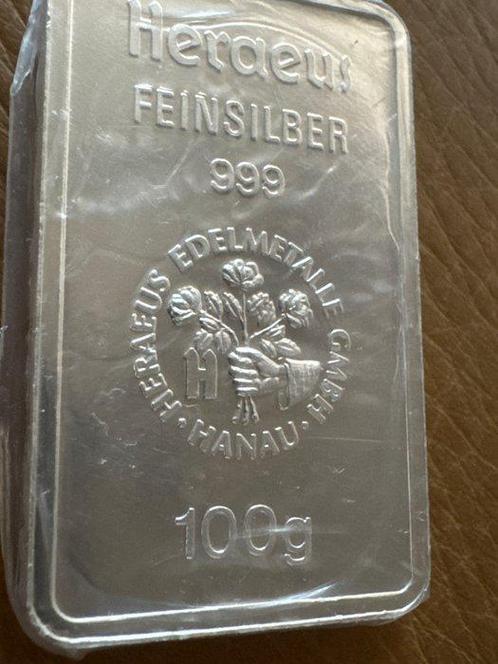 Heraeus
FEINSILBER
999
HERAEUS EDELMETALLE GMBH
· HANAU ·
H
100g